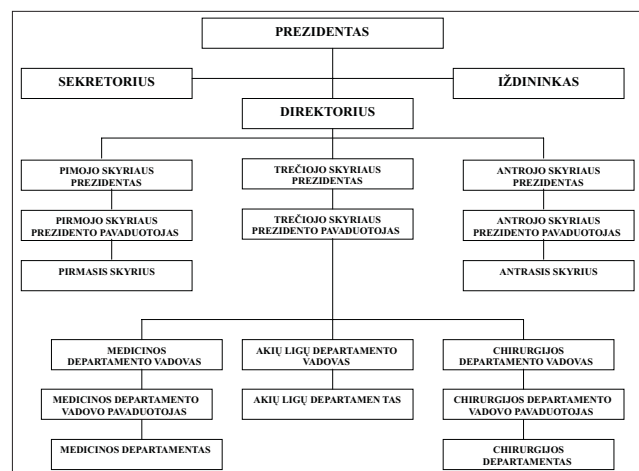 PREZIDENTAS
SEKRETORIUS
IŽDININKAS
DIREKTORIUS
PIMOJO SKYRIAUS
PREZIDENTAS
TREČIOJO SKYRIAUS
PREZIDENTAS
ANTROJO SKYRIAUS
PREZIDENTAS
PIRMOJO SKYRIAUS
PREZIDENTO PAVADUOTOJAS
TREČIOJO SKYRIAUS
PREZIDENTO PAVADUOTOJAS
ANTROJO SKYRIAUS
PREZIDENTO PAVADUOTOJAS
PIRMASIS SKYRIUS
ANTRASIS SKYRIUS
MEDICINOS
DEPARTAMENTO VADOVAS
AKIŲ LIGŲ DEPARTAMENTO
VADOVAS
CHIRURGIJOS
DEPARTAMENTO VADOVAS
MEDICINOS DEPARTAMENTO
VADOVO PAVADUOTOJAS
AKIŲ LIGŲ DEPARTAMEN TAS
CHIRURGIJOS DEPARTAMENTO
VADOVO PAVADUOTOJAS
MEDICINOS DEPARTAMENTAS
CHIRURGIJOS
DEPARTAMENTAS